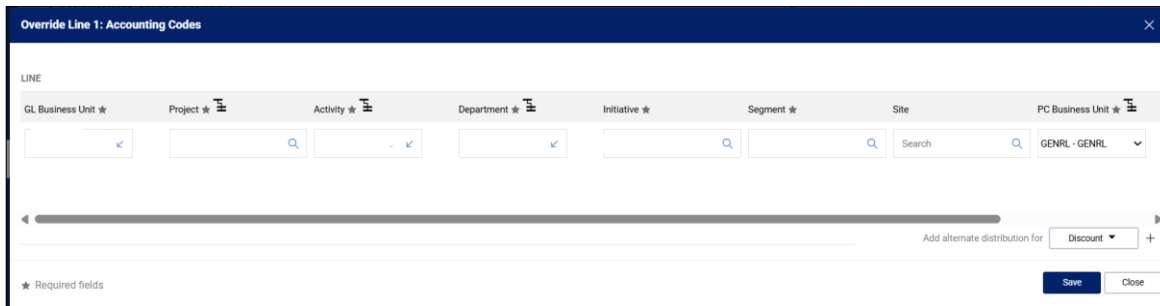 Override Line 1: Accounting Codes
LINE
GL Business Unit ★ Project ★ Activity ★ Department ★ Initiative ★ Segment ★ Site PC Business Unit ★
Search GENRL - GENRL
Add alternate distribution for Discount
★ Required fields Save Close